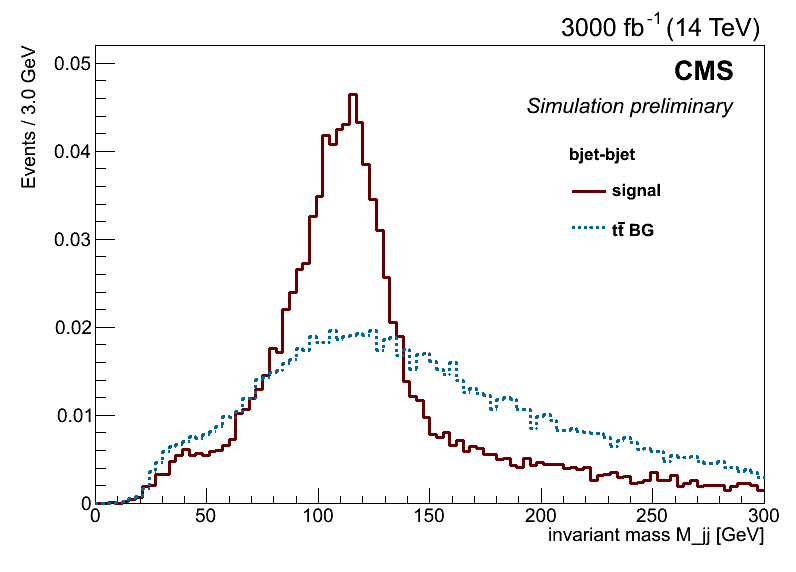 3000 fb-1 (14 TeV)
CMS
Simulation preliminary
bjet-bjet
signal
tt̄ BG
Events / 3.0 GeV
0.05
0.04
0.03
0.02
0.01
0
0 50 100 150 200 250 300
invariant mass M_jj [GeV]